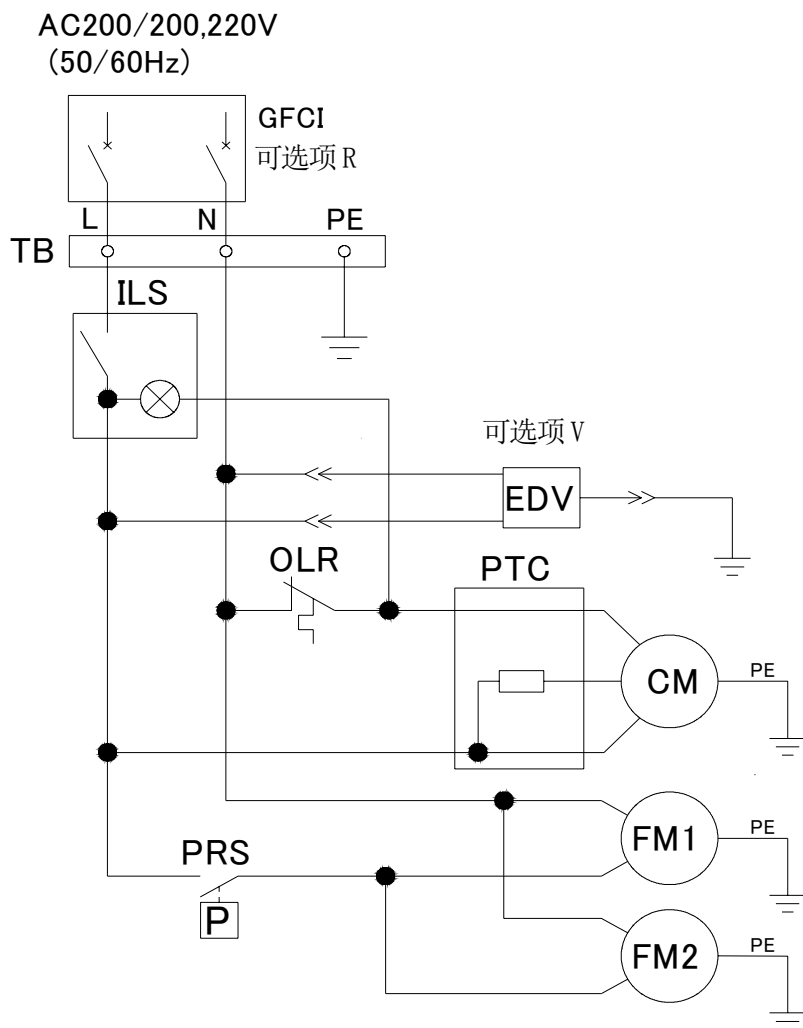 AC200/200,220V
(50/60Hz)
GFCI
可选项R
L
N
PE
TB
ILS
可选项V
EDV
OLR
PTC
CM
PE
PRS
P
FM1
PE
FM2
PE